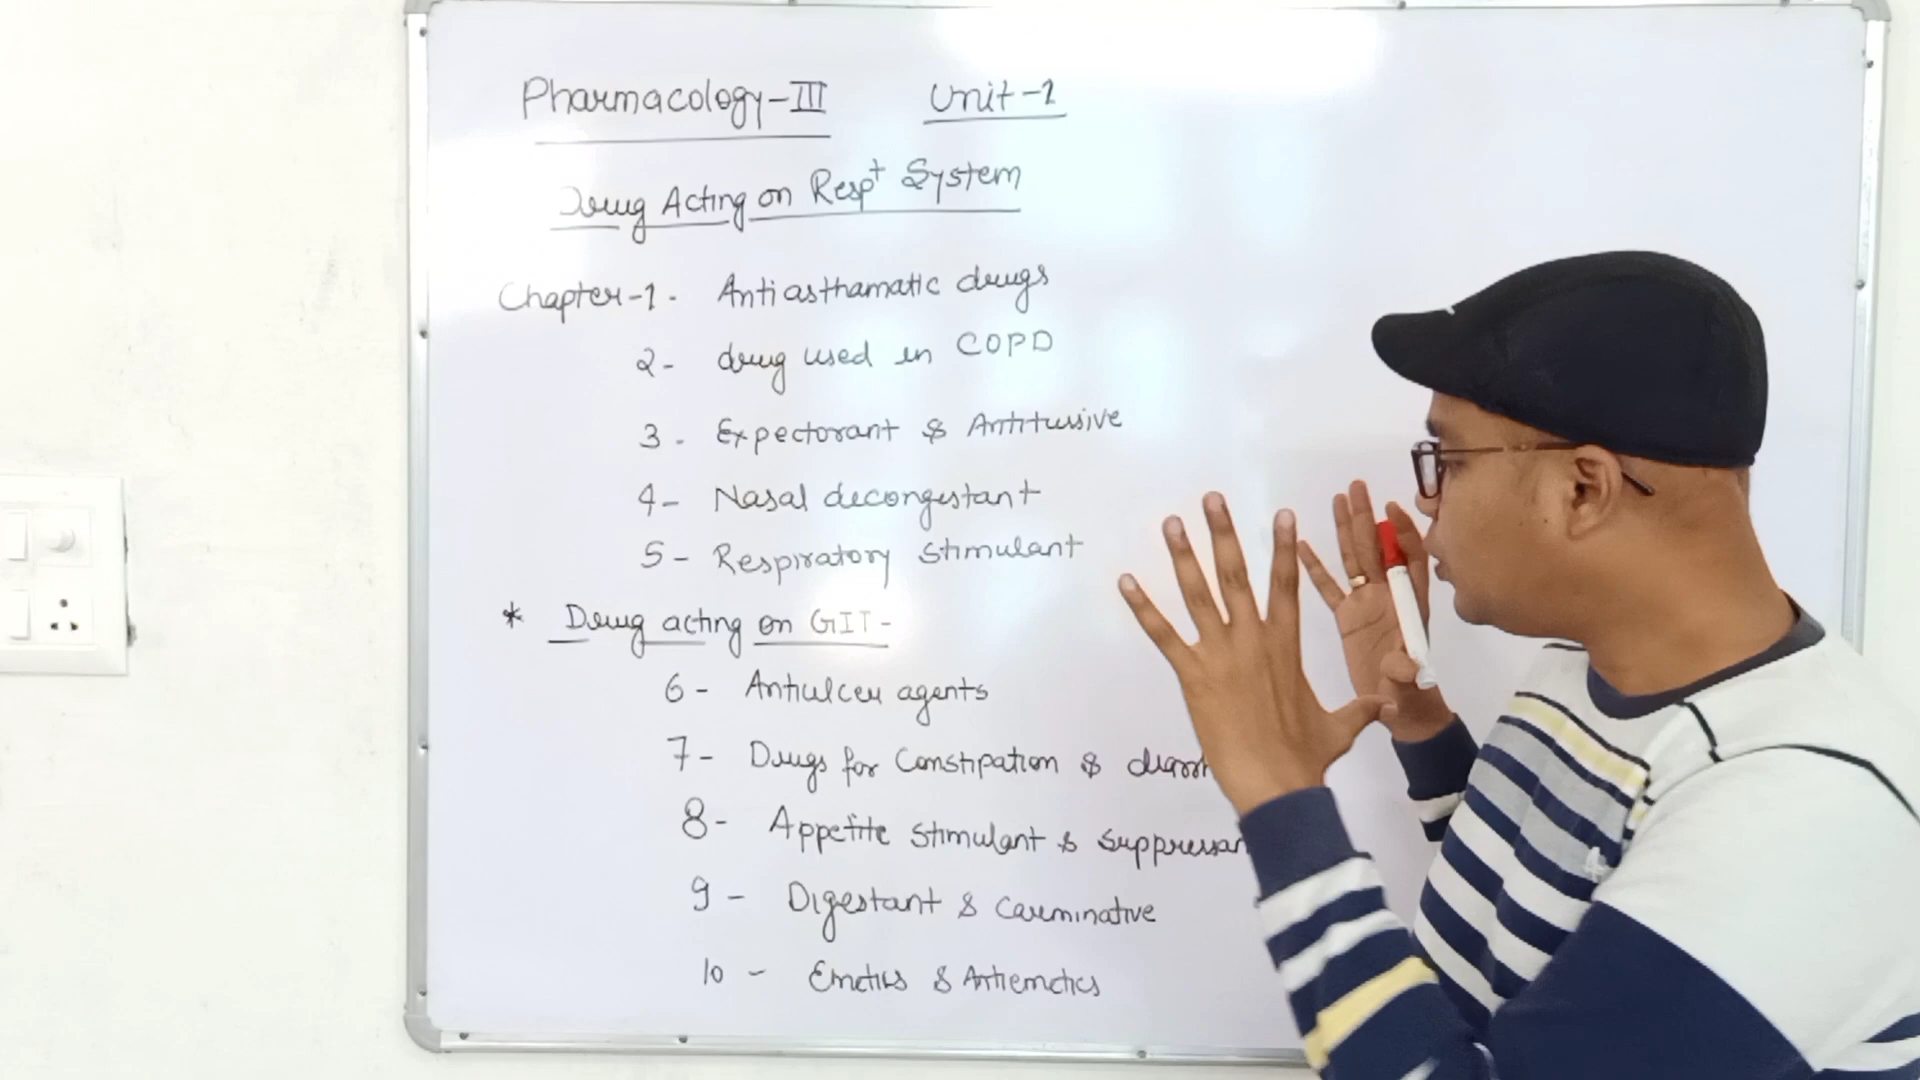 Pharmacology-III Unit-1
Drug Acting on Resp^t System
Chapter-1. Antiasthamatic drugs
2- drug used in COPD
3- Expectorant & Antitussive
4- Nasal decongestant
5- Respiratory Stimulant
* Drug acting on GIT-
6- Antiulcer agents
7- Drugs for Constipation &
8- Appetite Stimulant & Suppressan
9- Digestant & Carminative
10- Emetics & Antiemetics